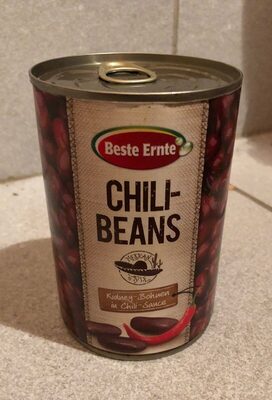 Beste Ernte
CHILI-
BEANS
Kidney-Bohnen
in Chili-Sauce